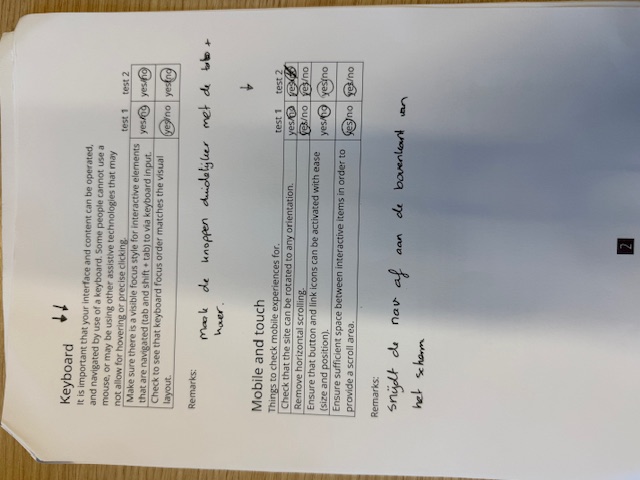 Keyboard ↓↓
It is important that your interface and content can be operated,
and navigated by use of a keyboard. Some people cannot use a
mouse, or may be using other assistive technologies that may
not allow for hovering or precise clicking.
test 1 test 2
Make sure there is a visible focus style for interactive elements
that are navigated (tab and shift + tab) to via keyboard input.
yes/no yes/no
Check to see that keyboard focus order matches the visual
layout.
yes/no yes/no
Remarks:
maak de knoppen duidelijker met de +
hover.
↓
Mobile and touch
Things to check mobile experiences for.
test 1 test 2
Check that the site can be rotated to any orientation. yes/no yes/no
Remove horizontal scrolling. yes/no yes/no
Ensure that button and link icons can be activated with ease
(size and position).
yes/no yes/no
Ensure sufficient space between interactive items in order to
provide a scroll area.
yes/no yes/no
Remarks:
snijdt de nav af aan de bovenkant van
het scherm
2